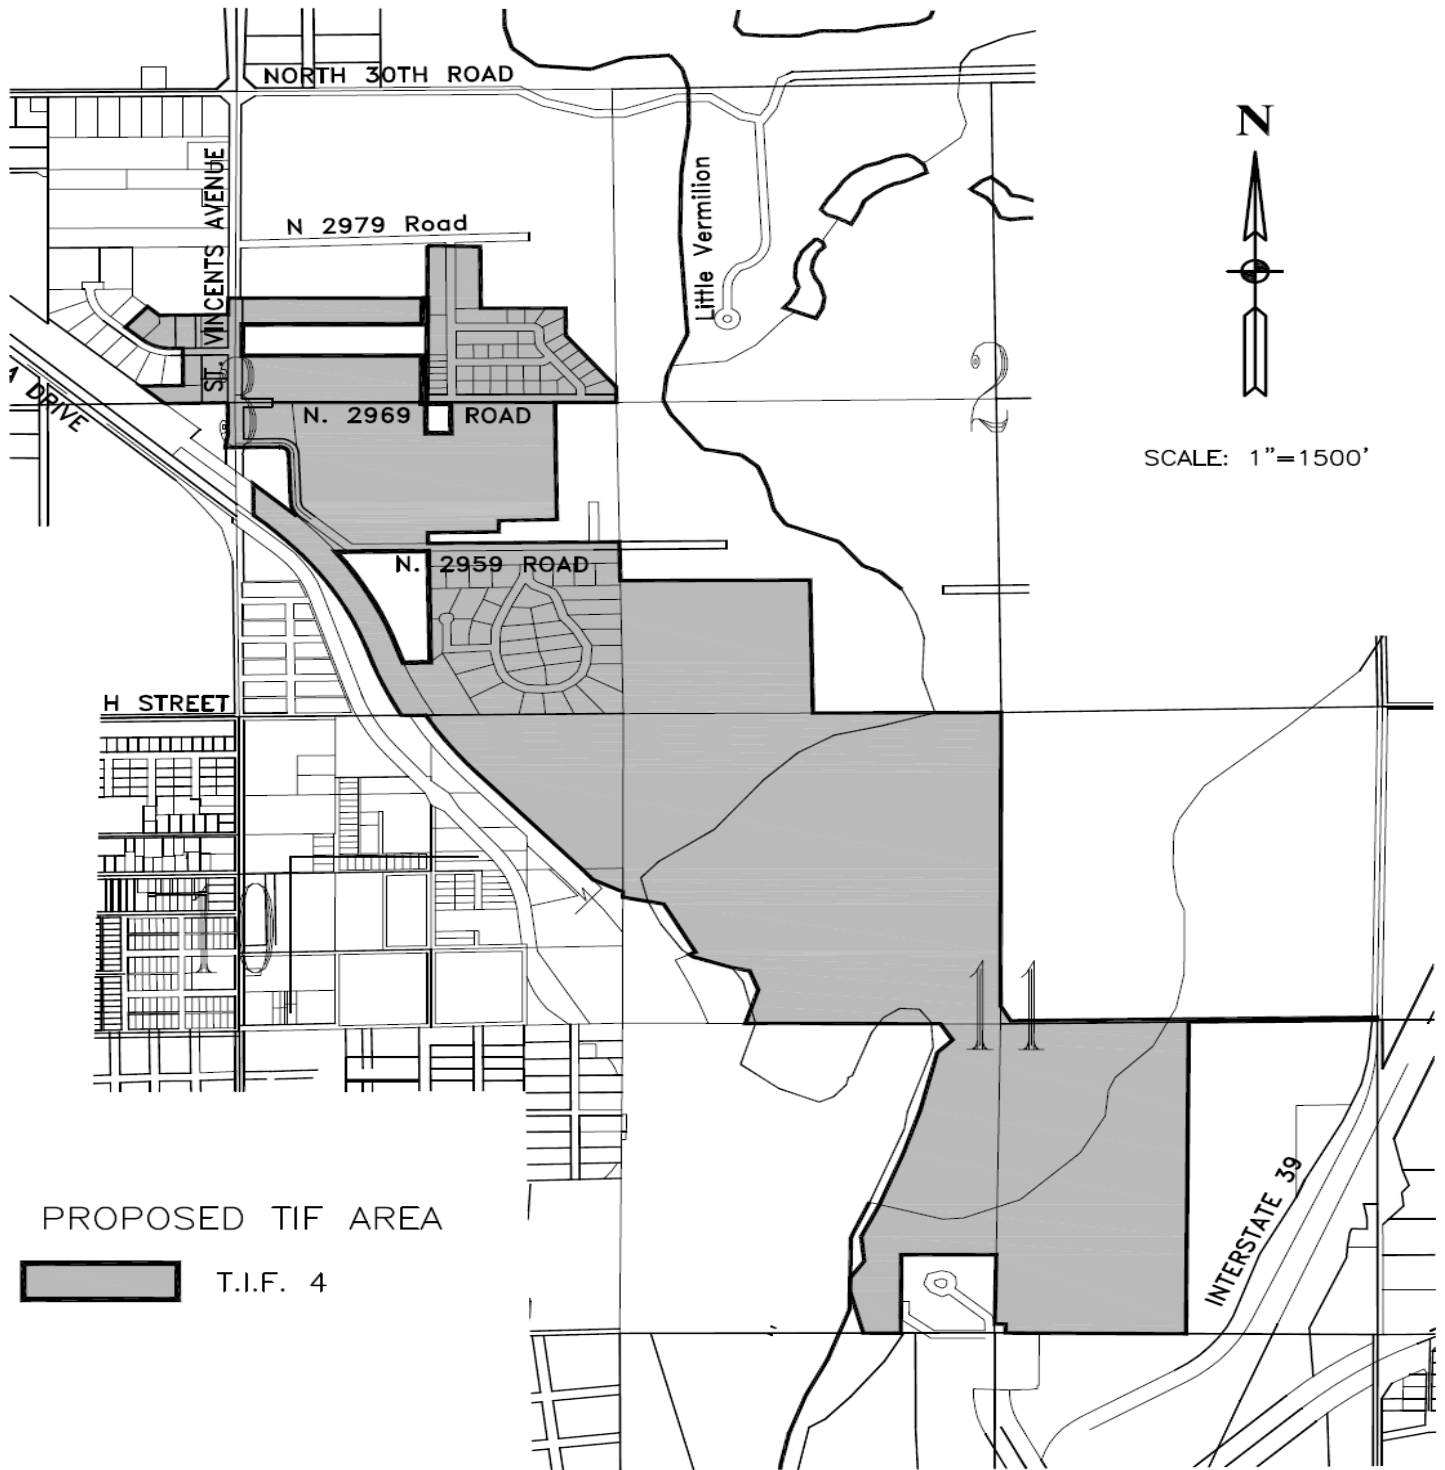 NORTH 30TH ROAD
N
ST. VINCENTS AVENUE
Little Vermilion
N 2979 Road
2
N. 2969 ROAD
DRIVE
SCALE: 1"=1500'
N. 2959 ROAD
H STREET
11
INTERSTATE 39
PROPOSED TIF AREA
T.I.F. 4